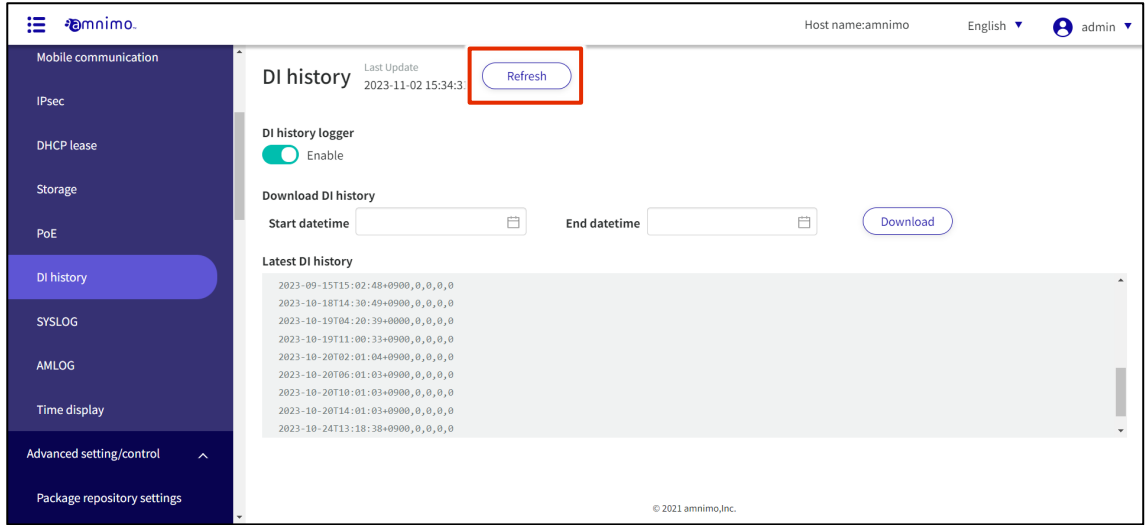 amnimo
Host name:amnimo
English
admin
Mobile communication
IPsec
DHCP lease
Storage
PoE
DI history
SYSLOG
AMLOG
Time display
Advanced setting/control
Package repository settings
DI history
Last Update
2023-11-02 15:34:3
Refresh
DI history logger
Enable
Download DI history
Start datetime
End datetime
Download
Latest DI history
2023-09-15T15:02:48+0900,0,0,0,0
2023-10-18T14:30:49+0900,0,0,0,0
2023-10-19T04:20:39+0000,0,0,0,0
2023-10-19T11:00:33+0900,0,0,0,0
2023-10-20T02:01:04+0900,0,0,0,0
2023-10-20T06:01:03+0900,0,0,0,0
2023-10-20T10:01:03+0900,0,0,0,0
2023-10-20T14:01:03+0900,0,0,0,0
2023-10-24T13:18:38+0900,0,0,0,0
© 2021 amnimo,Inc.